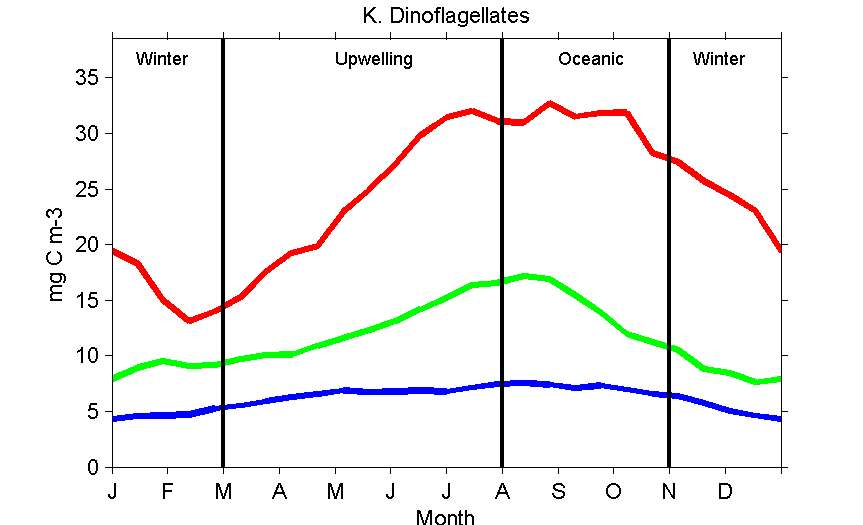 K. Dinoflagellates
Winter Upwelling Oceanic Winter
35
30
25
20
15
10
5
0
mg C m-3
J F M A M J J A S O N D
Month